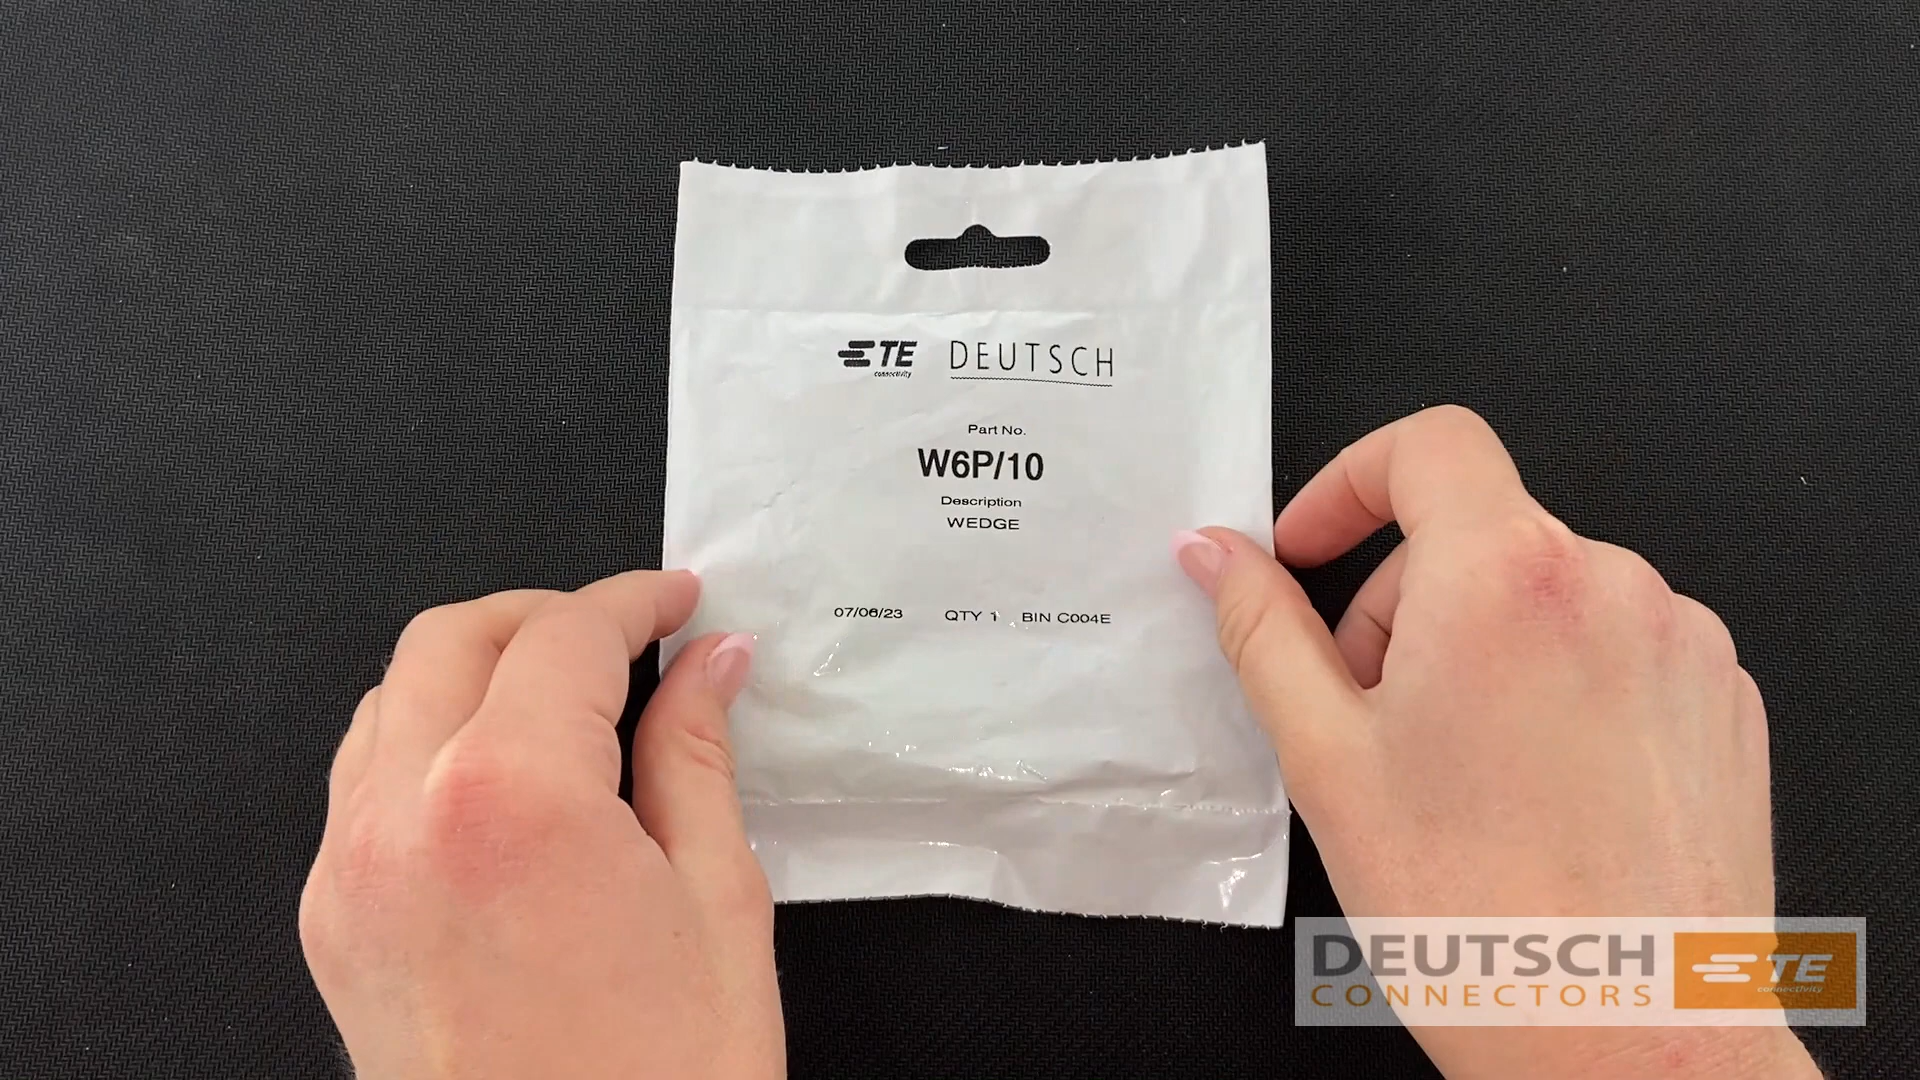 TE DEUTSCH
connectivity
Part No.
W6P/10
Description
WEDGE
07/06/23 QTY 1 BIN C004E
DEUTSCH
CONNECTORS
TE
connectivity